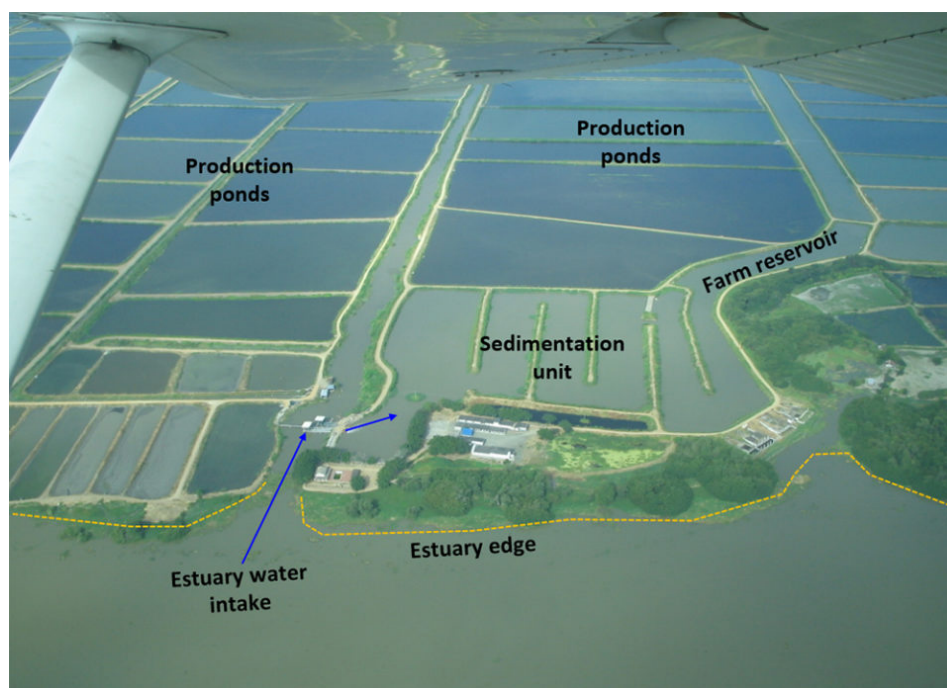 Production
ponds
Production
ponds
Farm reservoir
Sedimentation
unit
Estuary edge
Estuary water
intake